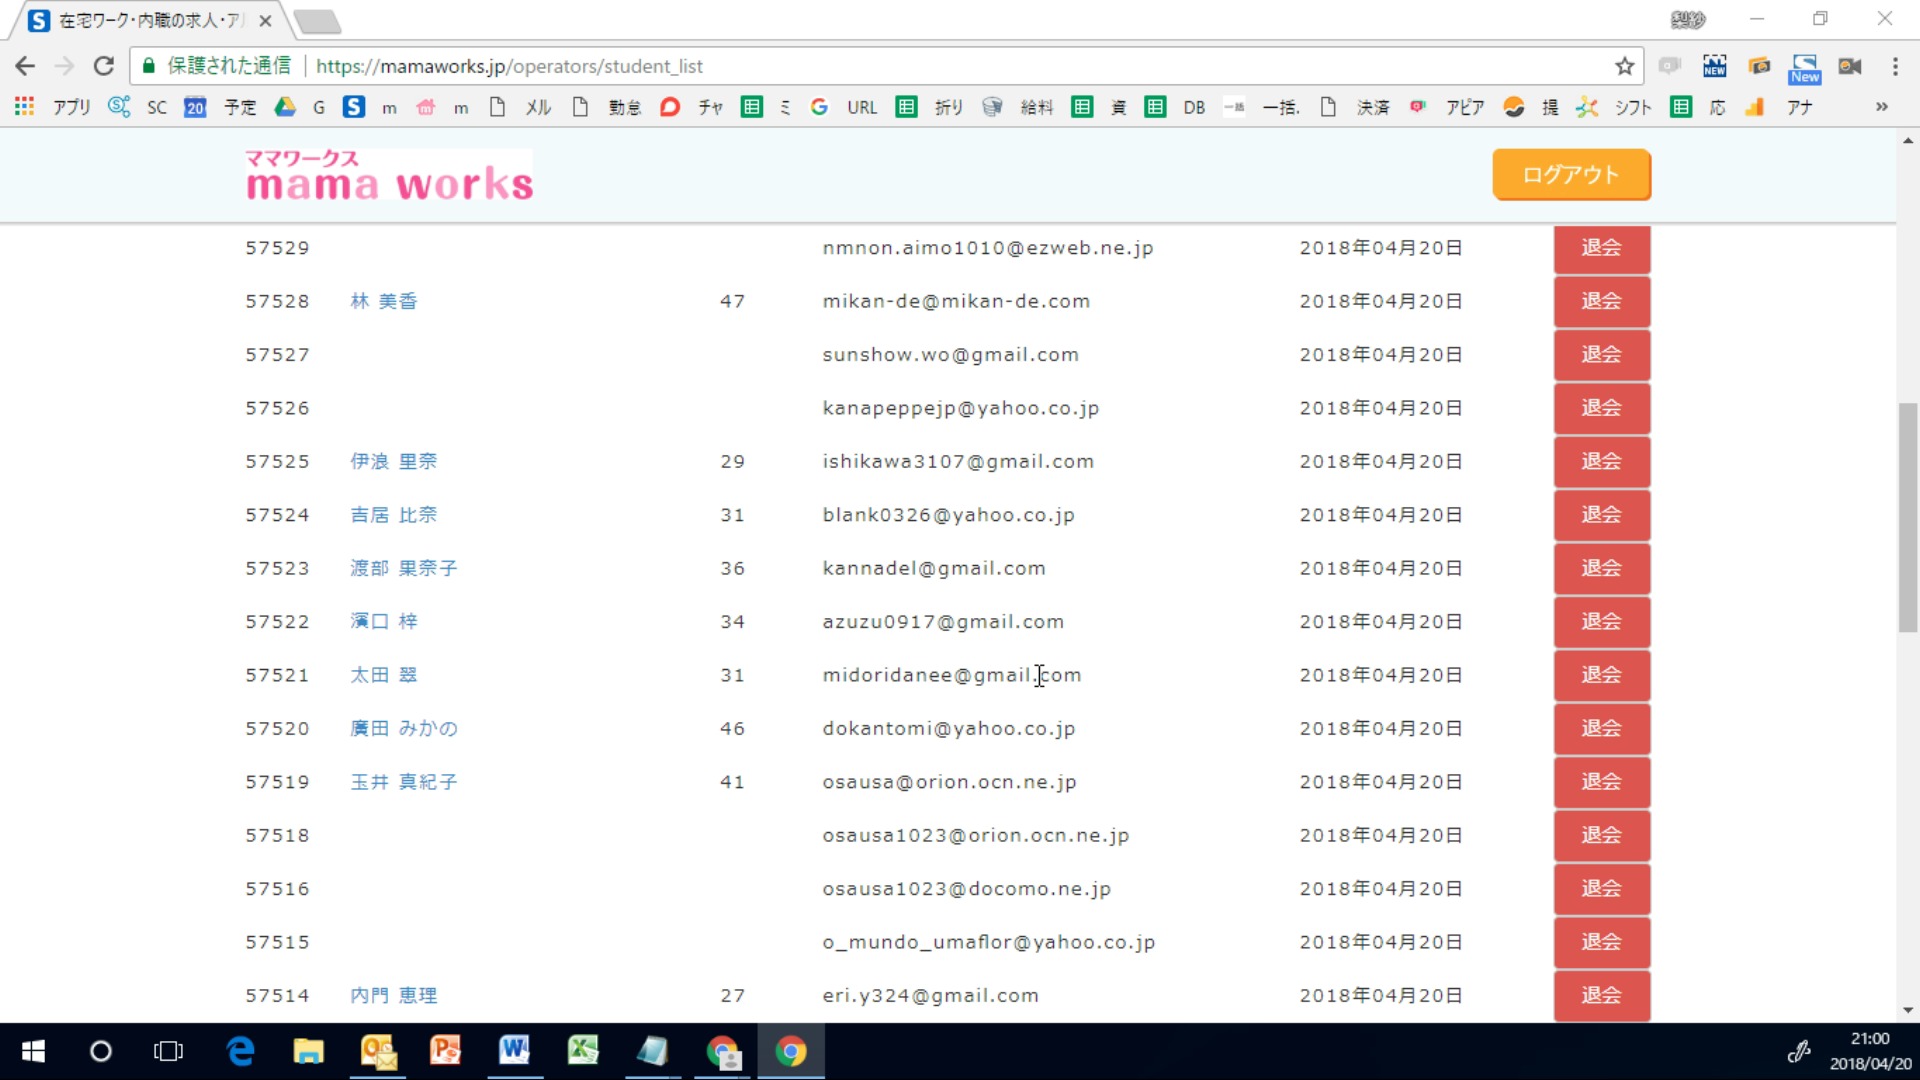 在宅ワーク・内職の求人・ア
保護された通信 https://mamaworks.jp/operators/student_list
アプリ SC 20 予定 G S m m メル 勤怠 チャ ミ G URL 折り 給料 資 DB 一括 一括. 決済 アピア 提 シフト 応 アナ »
NEW New
ママワークス
mama works
ログアウト
57529 nmnon.aimo1010@ezweb.ne.jp 2018年04月20日 退会
57528 林 美香 47 mikan-de@mikan-de.com 2018年04月20日 退会
57527 sunshow.wo@gmail.com 2018年04月20日 退会
57526 kanapeppejp@yahoo.co.jp 2018年04月20日 退会
57525 伊浪 里奈 29 ishikawa3107@gmail.com 2018年04月20日 退会
57524 吉居 比奈 31 blank0326@yahoo.co.jp 2018年04月20日 退会
57523 渡部 果奈子 36 kannadel@gmail.com 2018年04月20日 退会
57522 濱口 梓 34 azuzu0917@gmail.com 2018年04月20日 退会
57521 太田 翠 31 midoridanee@gmail.com 2018年04月20日 退会
57520 廣田 みかの 46 dokantomi@yahoo.co.jp 2018年04月20日 退会
57519 玉井 真紀子 41 osausa@orion.ocn.ne.jp 2018年04月20日 退会
57518 osausa1023@orion.ocn.ne.jp 2018年04月20日 退会
57516 osausa1023@docomo.ne.jp 2018年04月20日 退会
57515 o_mundo_umaflor@yahoo.co.jp 2018年04月20日 退会
57514 内門 恵理 27 eri.y324@gmail.com 2018年04月20日 退会
21:00
2018/04/20